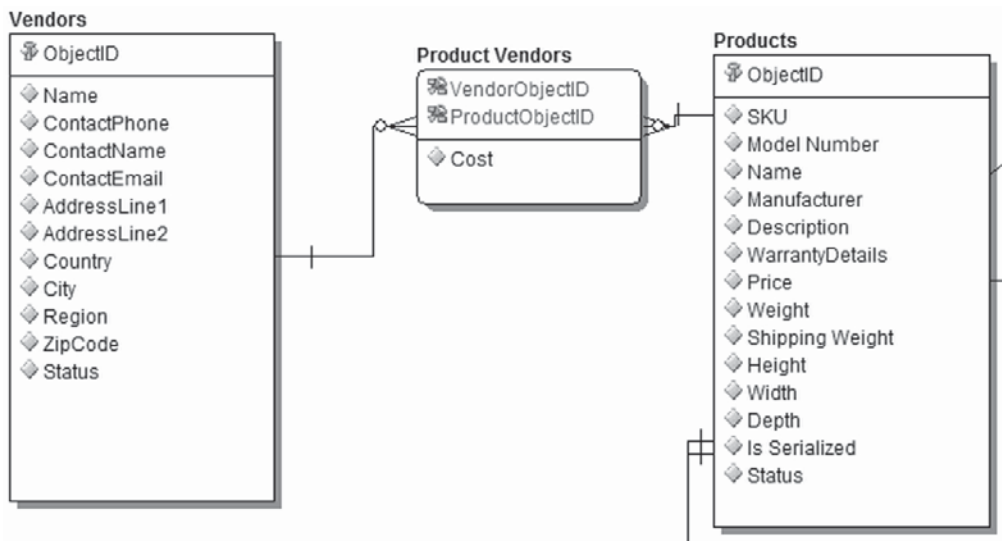 Vendors
ObjectID
Name
ContactPhone
ContactName
ContactEmail
AddressLine1
AddressLine2
Country
City
Region
ZipCode
Status
Product Vendors
VendorObjectID
ProductObjectID
Cost
Products
ObjectID
SKU
Model Number
Name
Manufacturer
Description
WarrantyDetails
Price
Weight
Shipping Weight
Height
Width
Depth
Is Serialized
Status